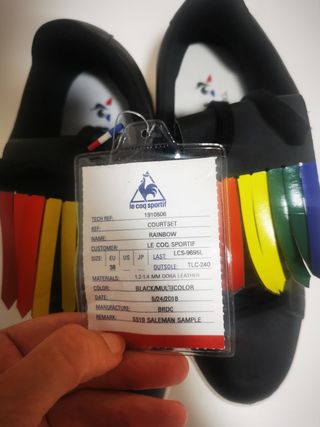 le coq sportif
TECH REF: 1910606
REF: COURTSET
NAME: RAINBOW
CUSTOMER: LE COQ SPORTIF
SIZE: EU US JP LAST LCS-9695L
38 - - OUTSOLE TLC-240
MATERIALS: 1.2-1.4 MM DORA LEATHER
COLOR: BLACK/MULTICOLOR
DATE: 5/24/2018
MANUFACTURE: BRDC
REMARK: SS19 SALEMAN SAMPLE